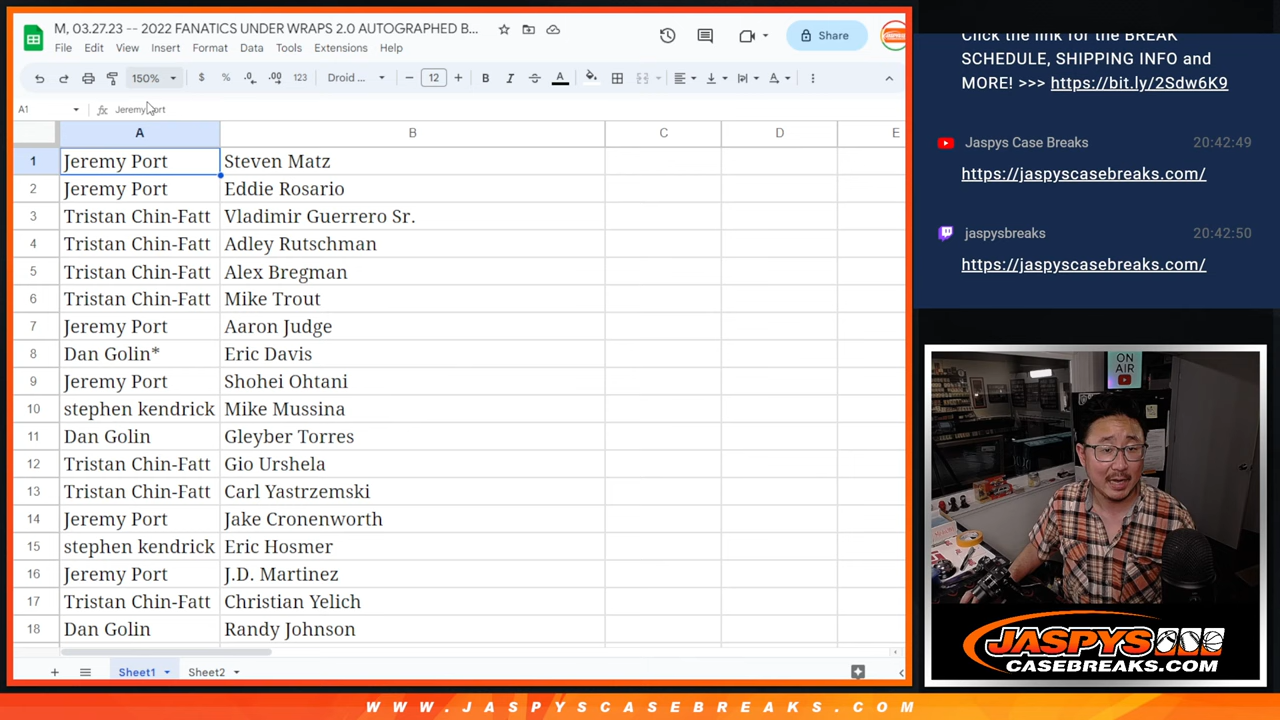 M, 03.27.23 -- 2022 FANATICS UNDER WRAPS 2.0 AUTOGRAPHED B...
File Edit View Insert Format Data Tools Extensions Help
Share
150% $ % .0 .00 123 Droid ... − 12 + B I A
A1 fx Jeremy Port
A B C D E
1 Jeremy Port Steven Matz
2 Jeremy Port Eddie Rosario
3 Tristan Chin-Fatt Vladimir Guerrero Sr.
4 Tristan Chin-Fatt Adley Rutschman
5 Tristan Chin-Fatt Alex Bregman
6 Tristan Chin-Fatt Mike Trout
7 Jeremy Port Aaron Judge
8 Dan Golin* Eric Davis
9 Jeremy Port Shohei Ohtani
10 stephen kendrick Mike Mussina
11 Dan Golin Gleyber Torres
12 Tristan Chin-Fatt Gio Urshela
13 Tristan Chin-Fatt Carl Yastrzemski
14 Jeremy Port Jake Cronenworth
15 stephen kendrick Eric Hosmer
16 Jeremy Port J.D. Martinez
17 Tristan Chin-Fatt Christian Yelich
18 Dan Golin Randy Johnson
Sheet1 Sheet2
Click the link for the BREAK
SCHEDULE, SHIPPING INFO and
MORE! >>> https://bit.ly/2Sdw6K9
Jaspys Case Breaks 20:42:49
https://jaspyscasebreaks.com/
jaspysbreaks 20:42:50
https://jaspyscasebreaks.com/
ON
AIR
JASPYS
CASEBREAKS.COM
WWW.JASPYSCASEBREAKS.COM